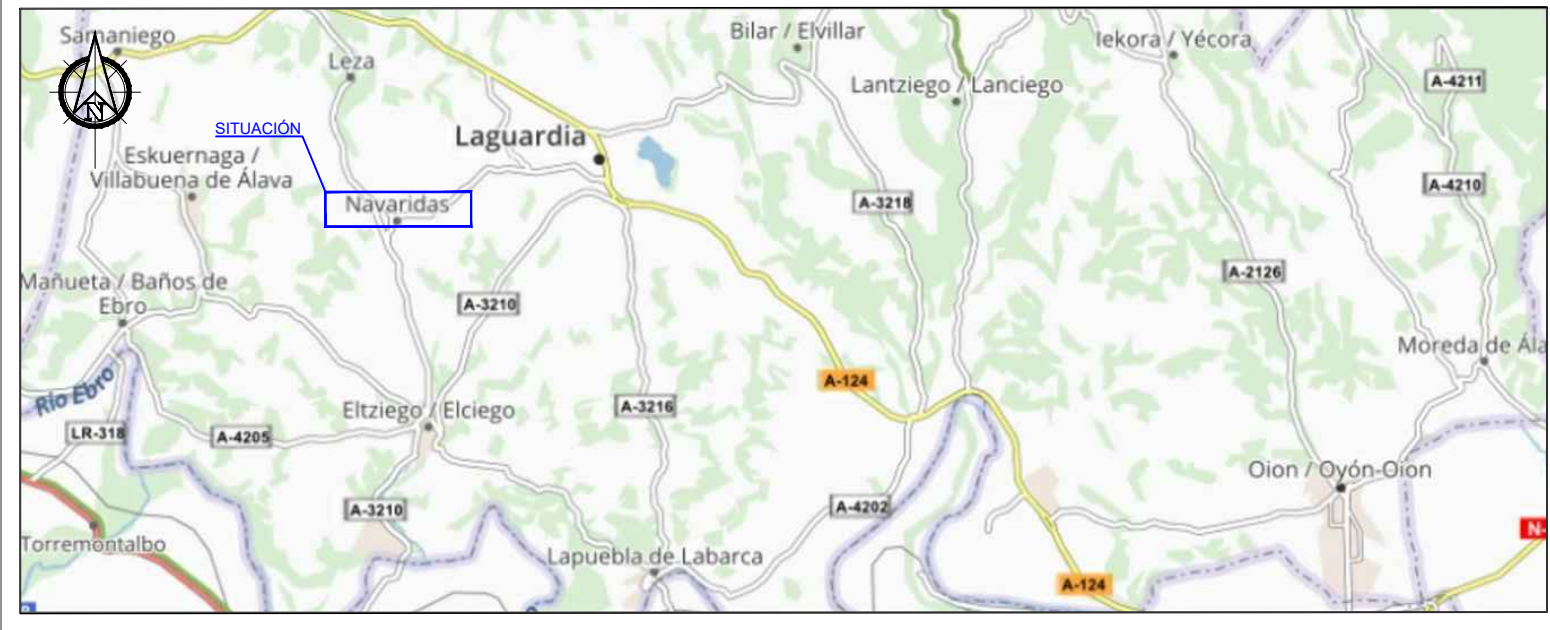 Samaniego
Leza
Bilar / Elvillar
Iekora / Yécora
Lantziego / Lanciego
A-4211
N
SITUACIÓN
Laguardia
Eskuernaga /
Villabuena de Álava
A-4210
Navaridas
A-3218
Mañueta / Baños de
Ebro
A-3210
A-2126
Moreda de Ála
Río Ebro
A-124
Eltziego / Elciego
A-3216
LR-318
A-4205
Oion / Oyón-Oion
A-3210
A-4202
N-
Torremontalbo
Lapuebla de Labarca
A-124